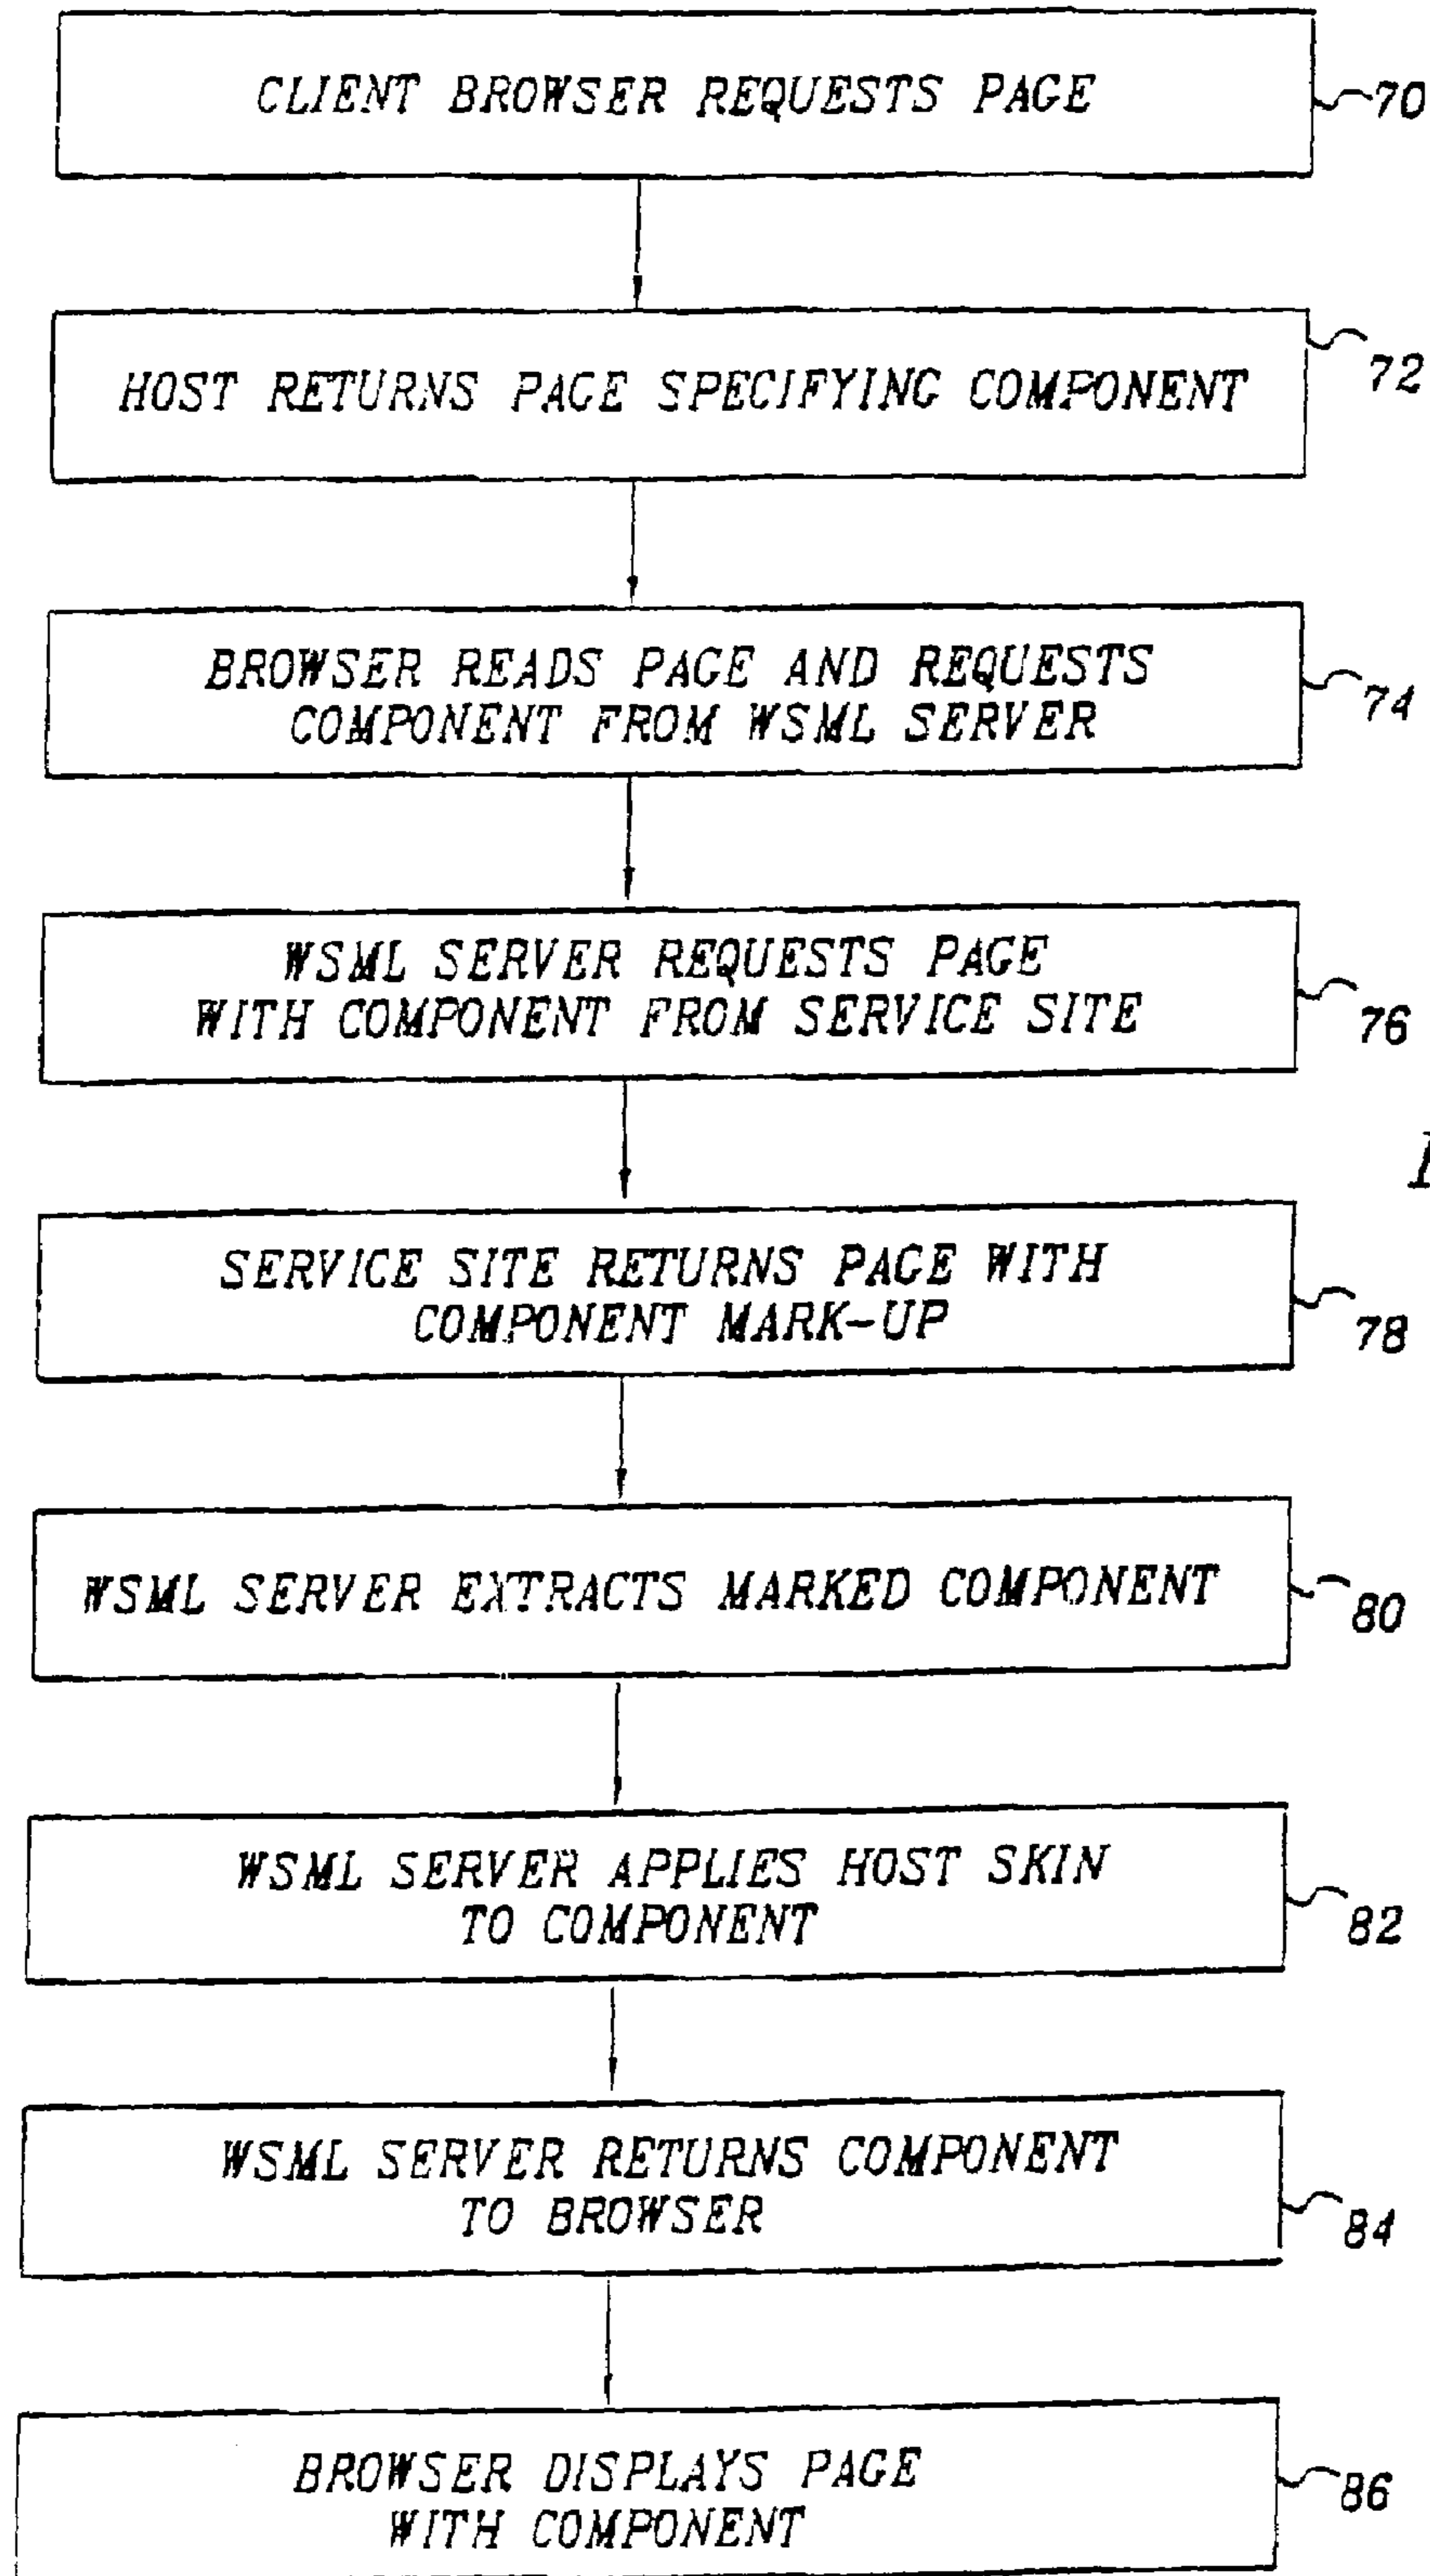 CLIENT BROWSER REQUESTS PAGE
70
HOST RETURNS PAGE SPECIFYING COMPONENT
72
BROWSER READS PAGE AND REQUESTS
COMPONENT FROM WSML SERVER
74
WSML SERVER REQUESTS PAGE
WITH COMPONENT FROM SERVICE SITE
76
SERVICE SITE RETURNS PAGE WITH
COMPONENT MARK-UP
78
WSML SERVER EXTRACTS MARKED COMPONENT
80
WSML SERVER APPLIES HOST SKIN
TO COMPONENT
82
WSML SERVER RETURNS COMPONENT
TO BROWSER
84
BROWSER DISPLAYS PAGE
WITH COMPONENT
86